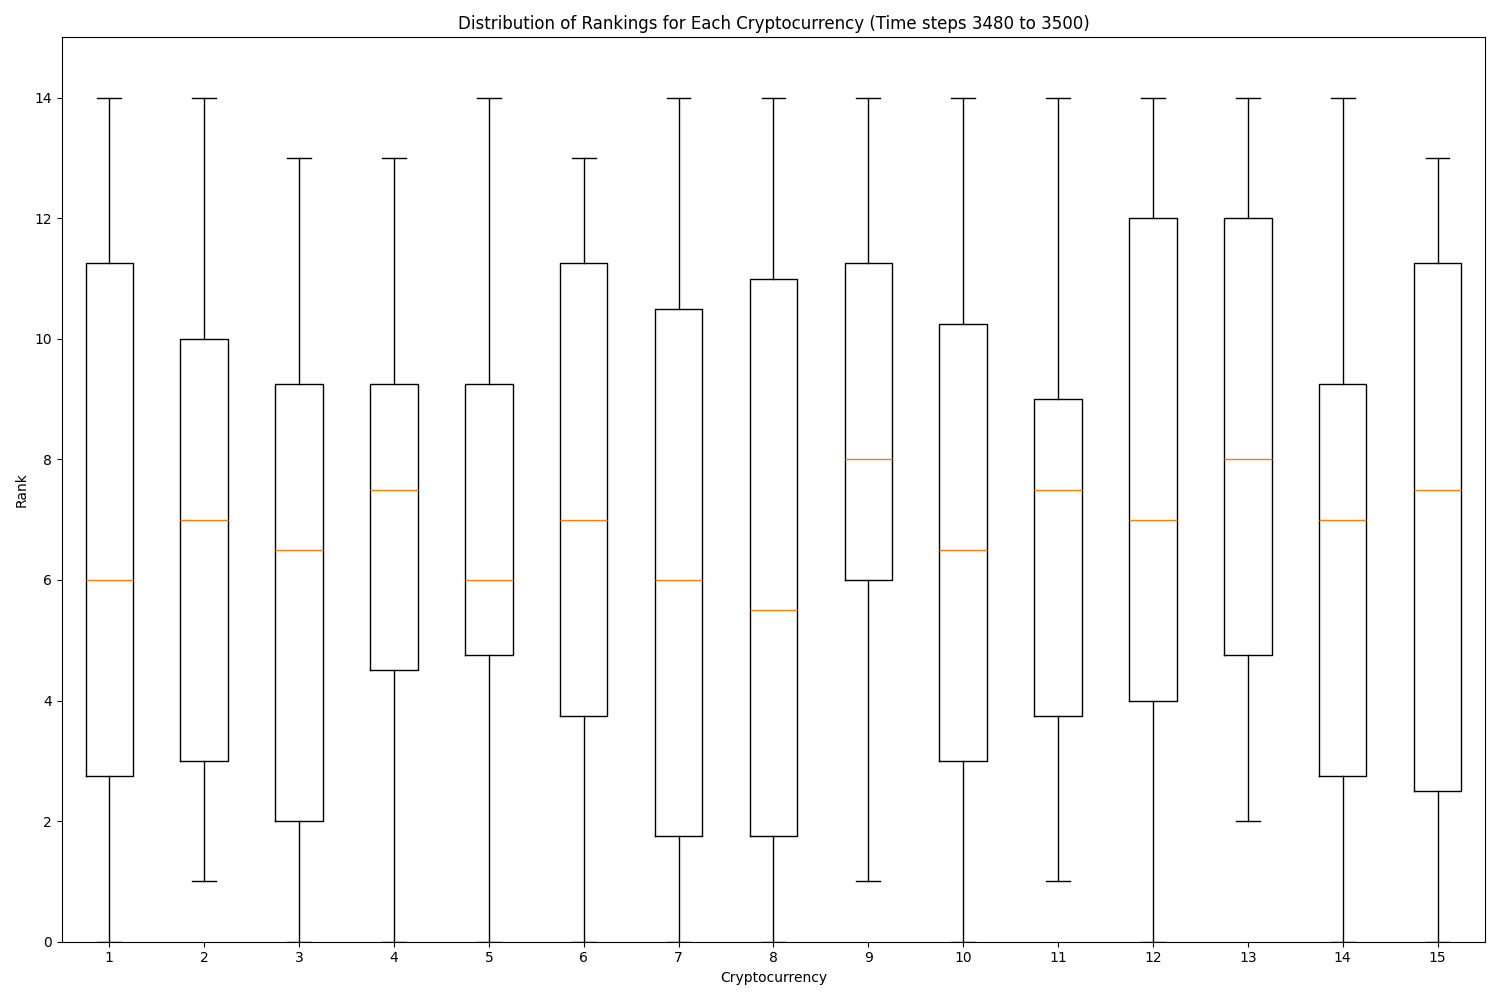 Distribution of Rankings for Each Cryptocurrency (Time steps 3480 to 3500)
14
12
10
8
6
4
2
0
Rank
1 2 3 4 5 6 7 8 9 10 11 12 13 14 15
Cryptocurrency